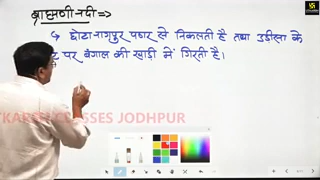 ब्राह्मणी नदी =>
↳ छोटा नागपुर पठार से निकलती है तथा उड़ीसा के
पर बंगाल की खाड़ी में गिरती है।
CLASSES JODHPUR